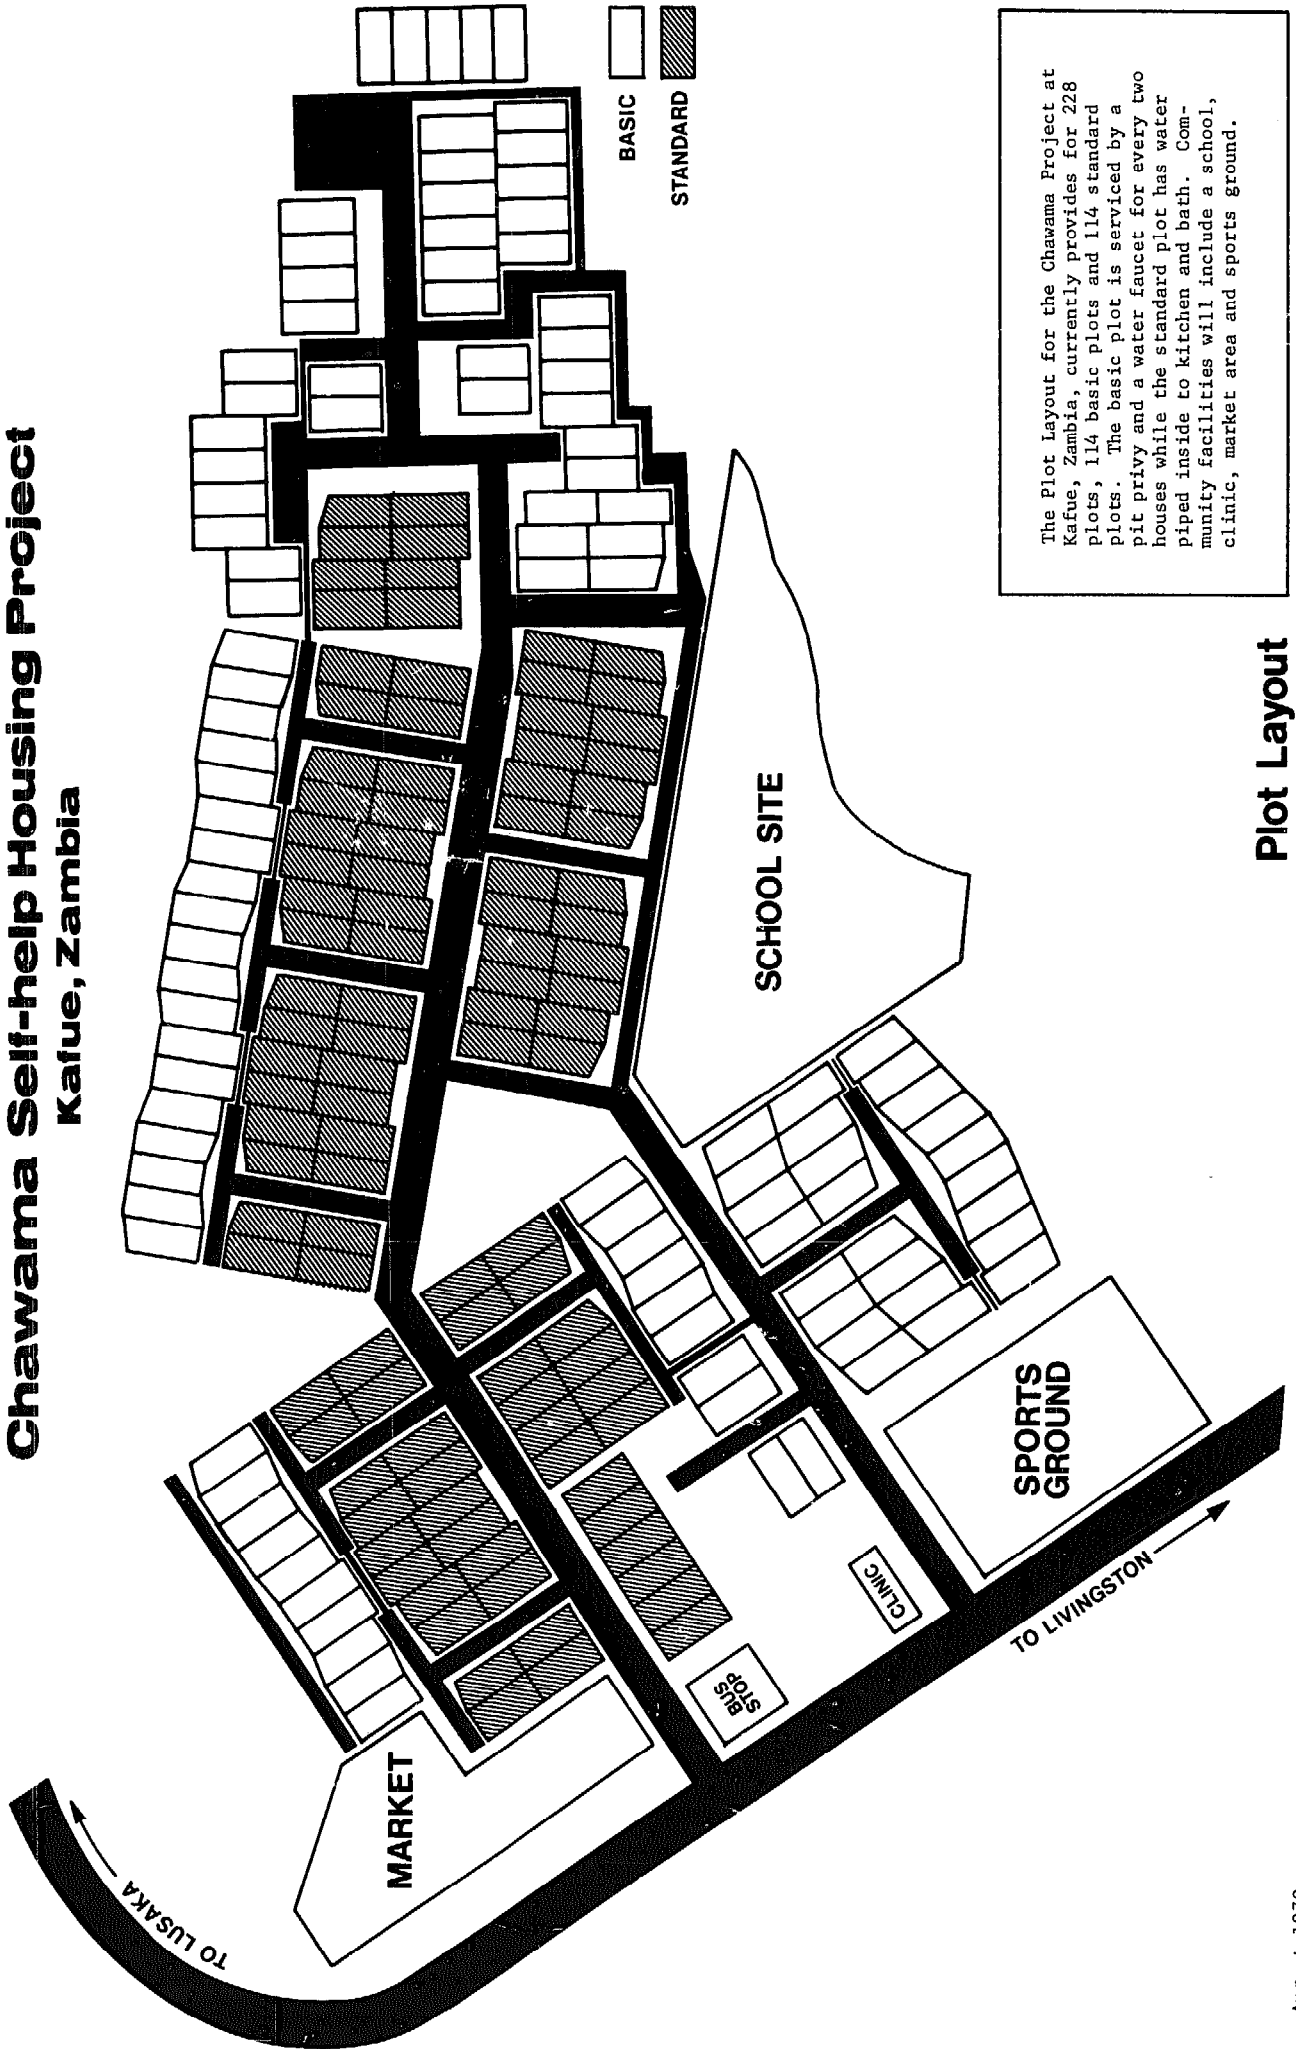 Chawama Self-help Housing Project
Kafue, Zambia
BASIC
STANDARD
TO LUSAKA
MARKET
BUS
STOP
CLINIC
SCHOOL SITE
SPORTS
GROUND
TO LIVINGSTON
Plot Layout
The Plot Layout for the Chawama Project at
Kafue, Zambia, currently provides for 228
plots, 114 basic plots and 114 standard
plots. The basic plot is serviced by a
pit privy and a water faucet for every two
houses while the standard plot has water
piped inside to kitchen and bath. Com-
munity facilities will include a school,
clinic, market area and sports ground.